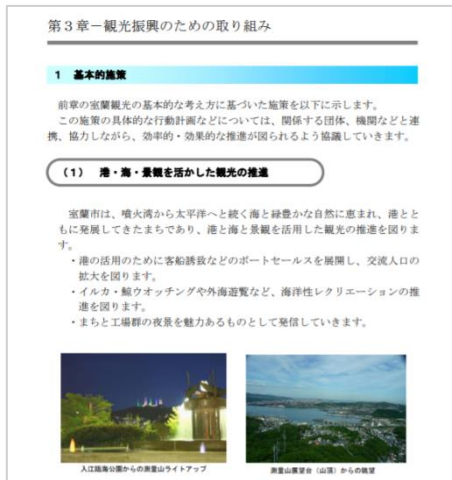 第３章－観光振興のための取り組み
1 基本的施策
前章の室蘭観光の基本的な考え方に基づいた施策を以下に示します。
この施策の具体的な行動計画などについては、関係する団体、機関などと連
携、協力しながら、効率的・効果的な推進が図られるよう協議していきます。
（１） 港・海・景観を活かした観光の推進
室蘭市は、噴火湾から太平洋へと続く海と緑豊かな自然に恵まれ、港とと
もに発展してきたまちであり、港と海と景観を活用した観光の推進を図りま
す。
・港の活用のために客船誘致などのポートセールスを展開し、交流人口の
拡大を図ります。
・イルカ・鯨ウオッチングや外海遊覧など、海洋性レクリエーションの推
進を図ります。
・まちと工場群の夜景を魅力あるものとして発信していきます。
入江臨海公園からの測量山ライトアップ
測量山展望台（山頂）からの眺望